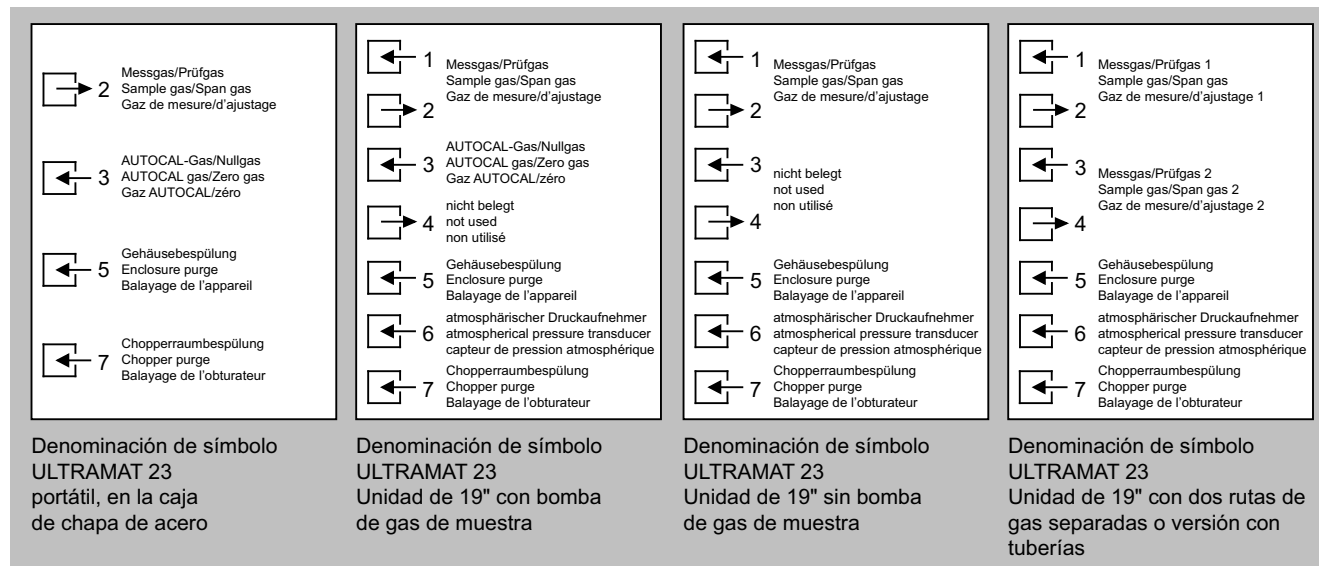 2
Messgas/Prüfgas
Sample gas/Span gas
Gaz de mesure/d'ajustage
3
AUTOCAL-Gas/Nullgas
AUTOCAL gas/Zero gas
Gaz AUTOCAL/zéro
5
Gehäusebespülung
Enclosure purge
Balayage de l'appareil
7
Chopperraumbespülung
Chopper purge
Balayage de l'obturateur
Denominación de símbolo
ULTRAMAT 23
portátil, en la caja
de chapa de acero
1
Messgas/Prüfgas
Sample gas/Span gas
Gaz de mesure/d'ajustage
2
3
AUTOCAL-Gas/Nullgas
AUTOCAL gas/Zero gas
Gaz AUTOCAL/zéro
4
nicht belegt
not used
non utilisé
5
Gehäusebespülung
Enclosure purge
Balayage de l'appareil
6
atmosphärischer Druckaufnehmer
atmospherical pressure transducer
capteur de pression atmosphérique
7
Chopperraumbespülung
Chopper purge
Balayage de l'obturateur
Denominación de símbolo
ULTRAMAT 23
Unidad de 19" con bomba
de gas de muestra
1
Messgas/Prüfgas
Sample gas/Span gas
Gaz de mesure/d'ajustage
2
3
nicht belegt
not used
non utilisé
4
5
Gehäusebespülung
Enclosure purge
Balayage de l'appareil
6
atmosphärischer Druckaufnehmer
atmospherical pressure transducer
capteur de pression atmosphérique
7
Chopperraumbespülung
Chopper purge
Balayage de l'obturateur
Denominación de símbolo
ULTRAMAT 23
Unidad de 19" sin bomba
de gas de muestra
1
Messgas/Prüfgas 1
Sample gas/Span gas
Gaz de mesure/d'ajustage 1
2
3
Messgas/Prüfgas 2
Sample gas/Span gas 2
Gaz de mesure/d'ajustage 2
4
5
Gehäusebespülung
Enclosure purge
Balayage de l'appareil
6
atmosphärischer Druckaufnehmer
atmospherical pressure transducer
capteur de pression atmosphérique
7
Chopperraumbespülung
Chopper purge
Balayage de l'obturateur
Denominación de símbolo
ULTRAMAT 23
Unidad de 19" con dos rutas de
gas separadas o versión con
tuberías